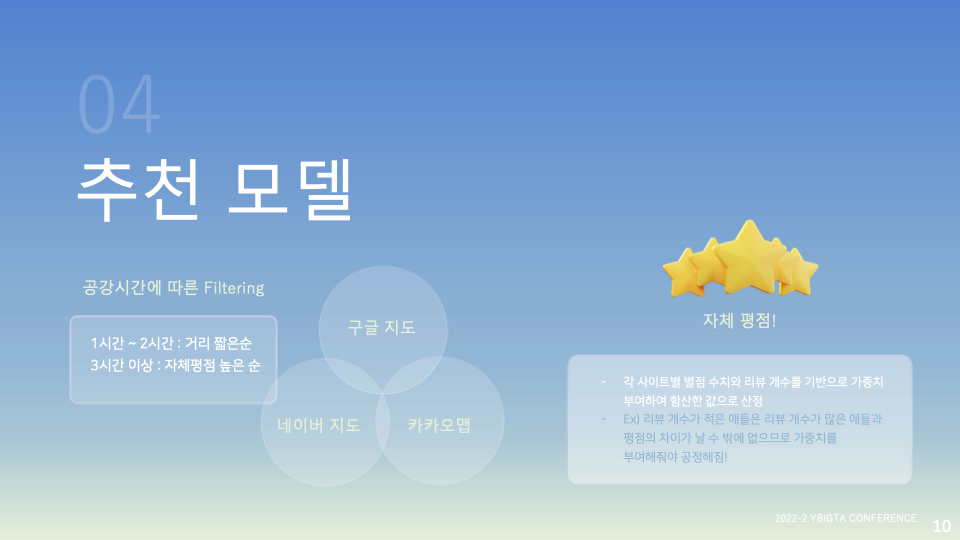 04
추천 모델
공강시간에 따른 Filtering
1시간 ~ 2시간 : 거리 짧은순
3시간 이상 : 자체평점 높은 순
구글 지도
네이버 지도
카카오맵
자체 평점!
- 각 사이트별 별점 수치와 리뷰 개수를 기반으로 가중치
부여하여 합산한 값으로 산정
- Ex) 리뷰 개수가 적은 애들은 리뷰 개수가 많은 애들과
평점의 차이가 날 수 밖에 없으므로 가중치를
부여해줘야 공정해짐!
2022-2 YBIGTA CONFERENCE
10